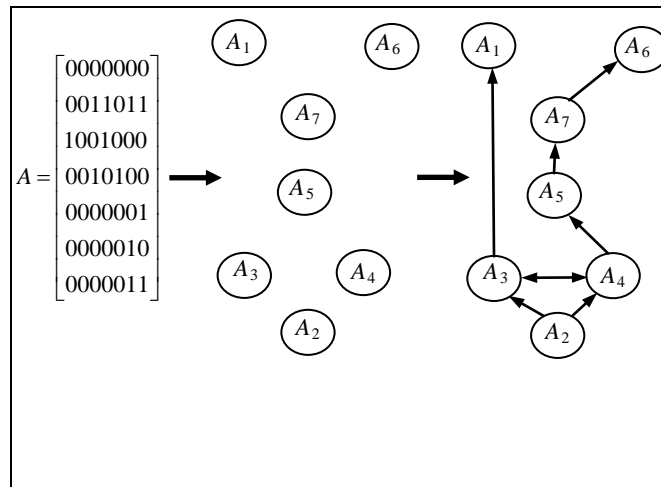 A1 A6 A1 A6
0000000
0011011
A7 A7
1001000
A = 0010100
A5 A5
0000001
0000010
A3 A4 A3 A4
0000011
A2 A2